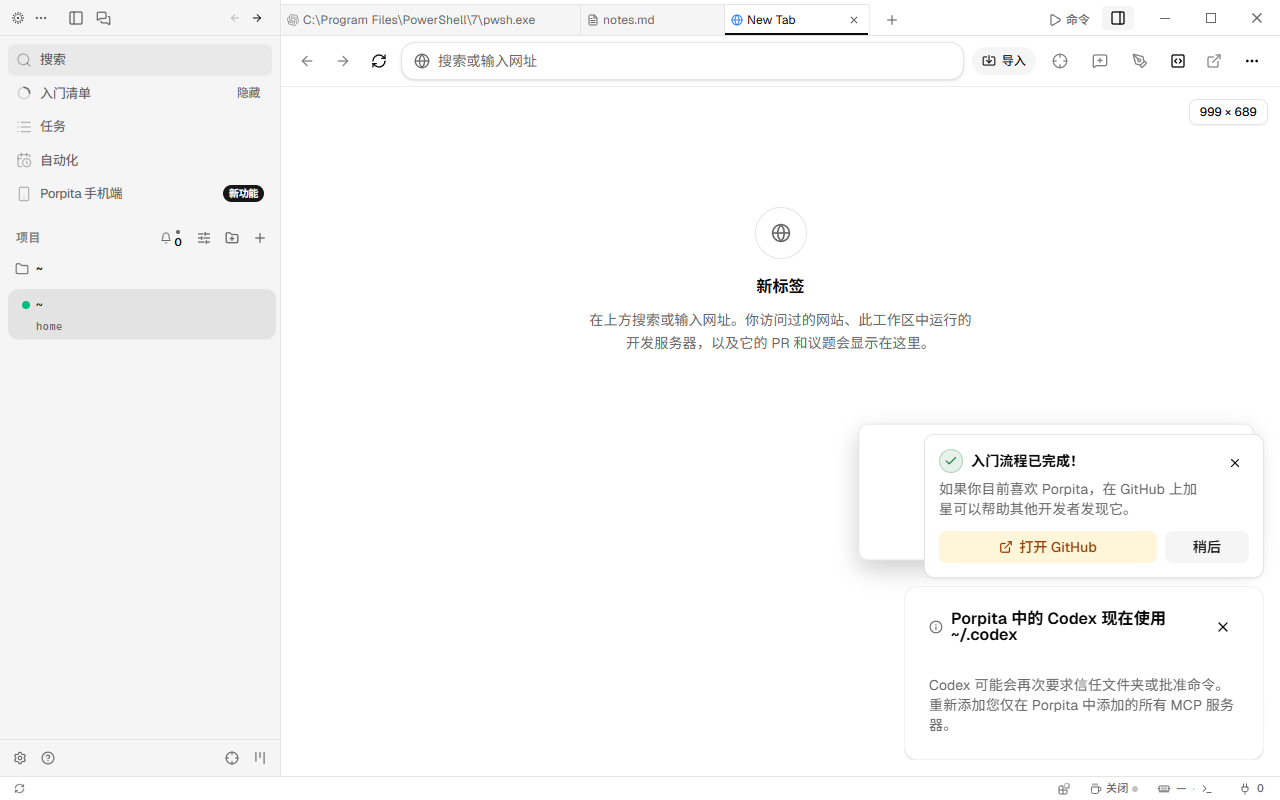 C:\Program Files\PowerShell\7\pwsh.exe
notes.md
New Tab
命令
搜索
入门清单
隐藏
任务
自动化
Porpita 手机端
新功能
项目
0
~
~
home
搜索或输入网址
导入
999 × 689
新标签
在上方搜索或输入网址。你访问过的网站、此工作区中运行的
开发服务器，以及它的 PR 和议题会显示在这里。
入门流程已完成！
如果你目前喜欢 Porpita，在 GitHub 上加
星可以帮助其他开发者发现它。
打开 GitHub
稍后
Porpita 中的 Codex 现在使用
~/.codex
Codex 可能会再次要求信任文件夹或批准命令。
重新添加您仅在 Porpita 中添加的所有 MCP 服务
器。
关闭
— ·
0